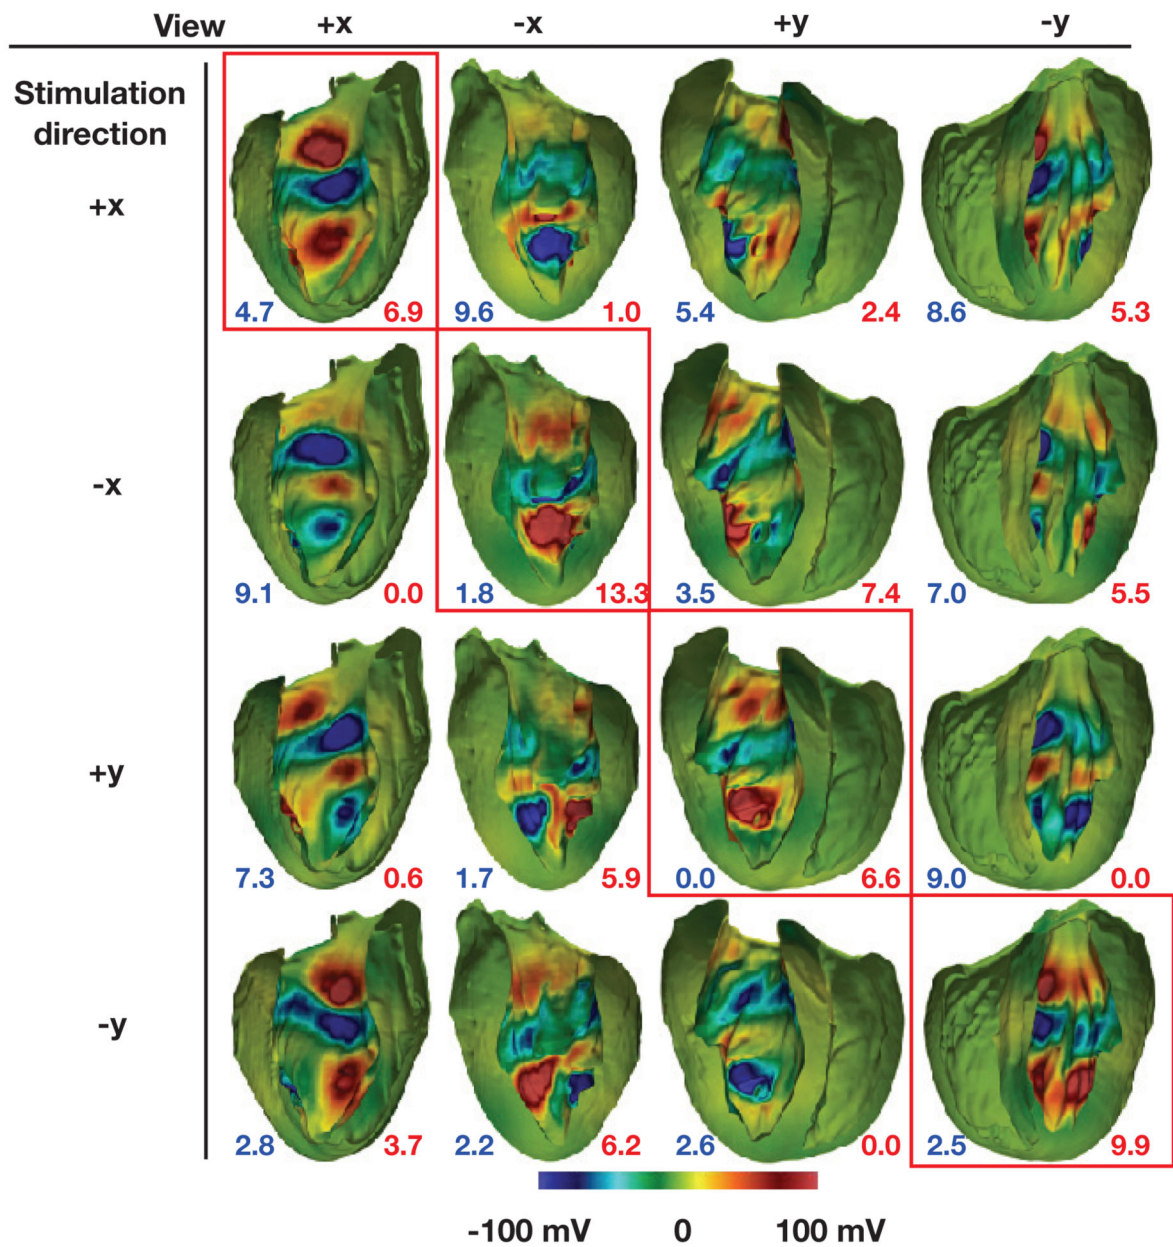 View +x -x +y -y
Stimulation
direction
+x
4.7 6.9 9.6 1.0 5.4 2.4 8.6 5.3
-x
9.1 0.0 1.8 13.3 3.5 7.4 7.0 5.5
+y
7.3 0.6 1.7 5.9 0.0 6.6 9.0 0.0
-y
2.8 3.7 2.2 6.2 2.6 0.0 2.5 9.9
-100 mV 0 100 mV